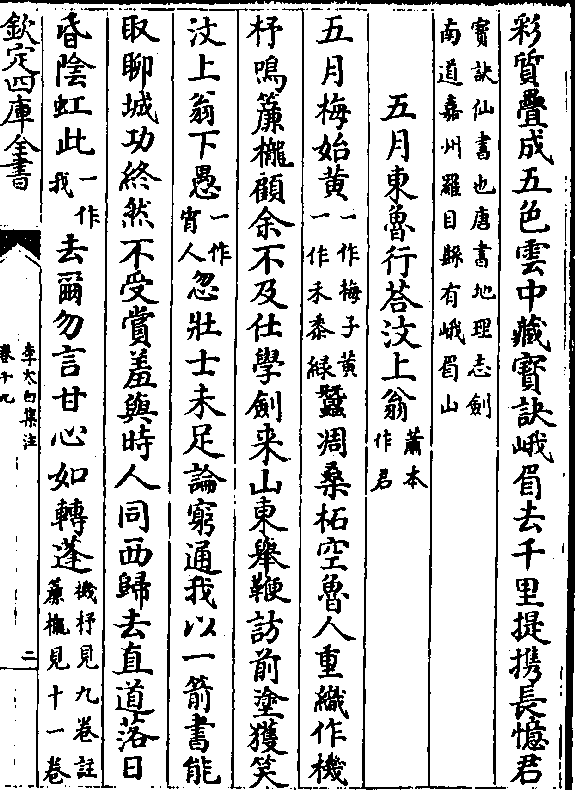 彩質疊成五色雲中藏寳訣峨眉去千里提攜長憶君
寳訣仙書也唐書地理志劍
南道嘉州羅目縣有峨眉山
五月東魯行荅汶上翁蕭本作君
五月梅始黄一作梅子黄一作禾黍緑蠶凋桑柘空魯人重織作機
杼鳴簾櫳顧余不及仕學劍來山東舉鞭訪前塗獲笑
汶上翁下愚一作宵人忽壯士未足論窮通我以一箭書能
取聊城功終然不受賞羞與時人同西歸去直道落日
昏隂虹此一作我去爾勿言甘心如轉蓬機杼見九卷註簾櫳見十一卷
欽定四庫全書
李太白集注
卷十九
二